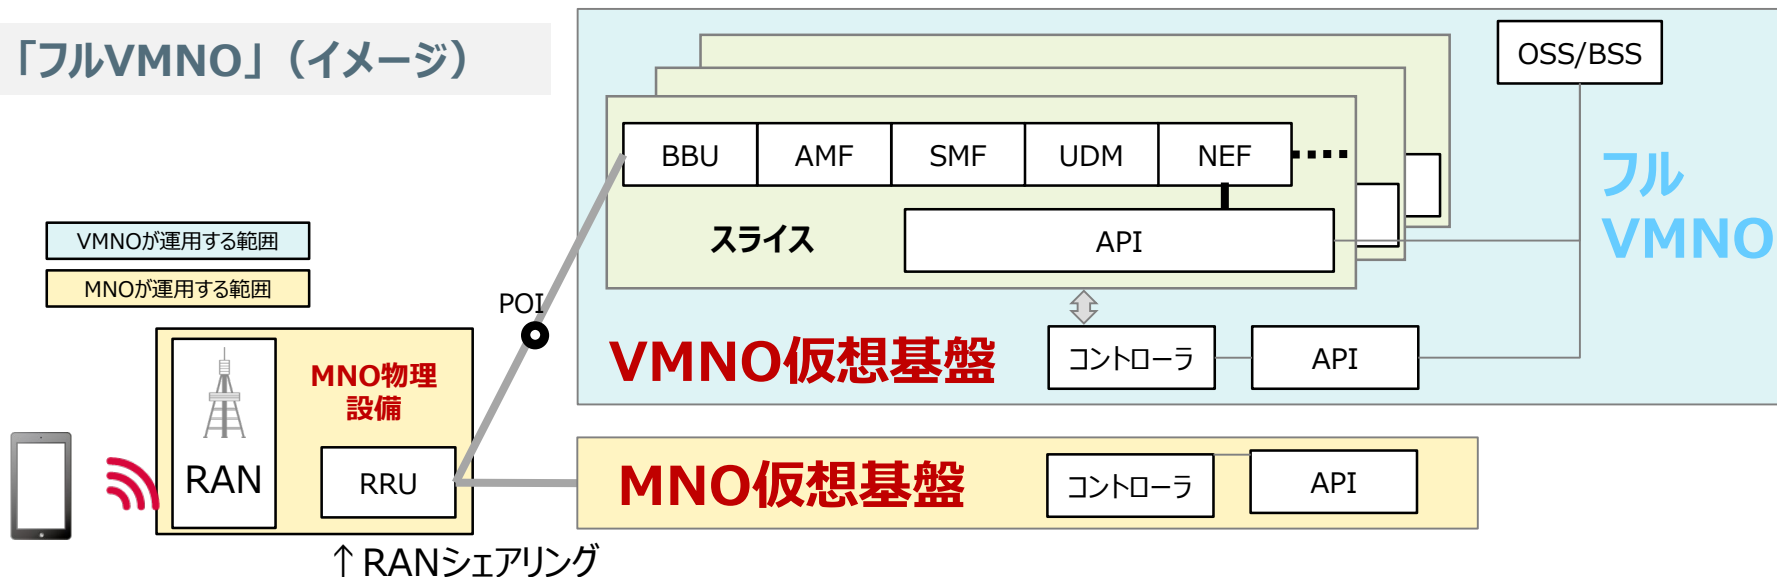 「フルVMNO」（イメージ）
OSS/BSS
BBU
AMF
SMF
UDM
NEF
フル
VMNO
スライス
API
VMNOが運用する範囲
MNOが運用する範囲
POI
VMNO仮想基盤
コントローラ
API
MNO物理
設備
RAN
RRU
MNO仮想基盤
コントローラ
API
↑RANシェアリング